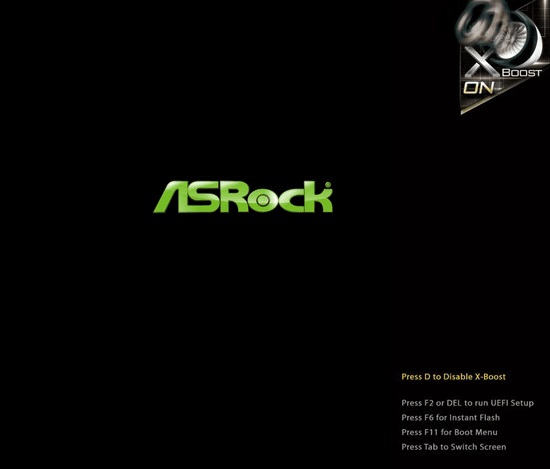 X
BOOST
ON
ASRock
Press D to Disable X-Boost
Press F2 or DEL to run UEFI Setup
Press F6 for Instant Flash
Press F11 for Boot Menu
Press Tab to Switch Screen